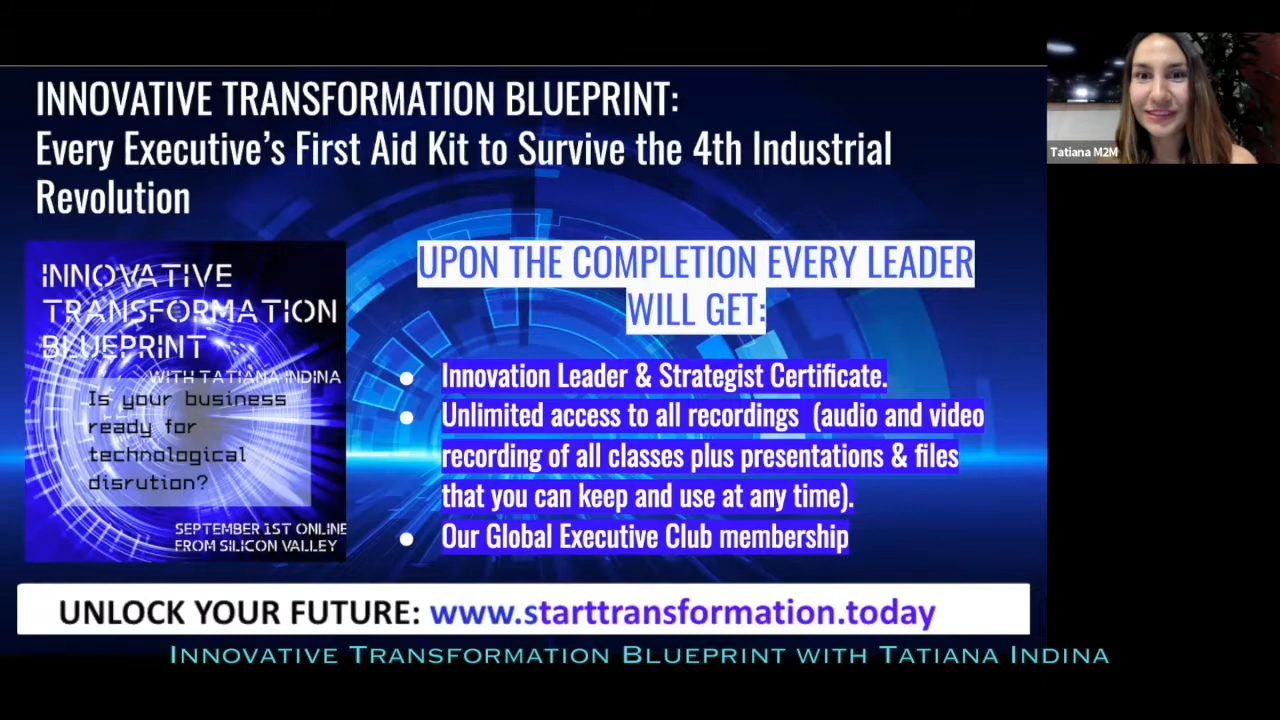 INNOVATIVE TRANSFORMATION BLUEPRINT:
Every Executive's First Aid Kit to Survive the 4th Industrial
Revolution
Tatiana M2M
INNOVATIVE
TRANSFORMATION
BLUEPRINT
WITH TATIANA INDINA
Is your business
ready for
technological
disrution?
SEPTEMBER 1ST ONLINE
FROM SILICON VALLEY
UPON THE COMPLETION EVERY LEADER
WILL GET:
● Innovation Leader & Strategist Certificate.
● Unlimited access to all recordings (audio and video
recording of all classes plus presentations & files
that you can keep and use at any time).
● Our Global Executive Club membership
UNLOCK YOUR FUTURE: www.starttransformation.today
INNOVATIVE TRANSFORMATION BLUEPRINT WITH TATIANA INDINA